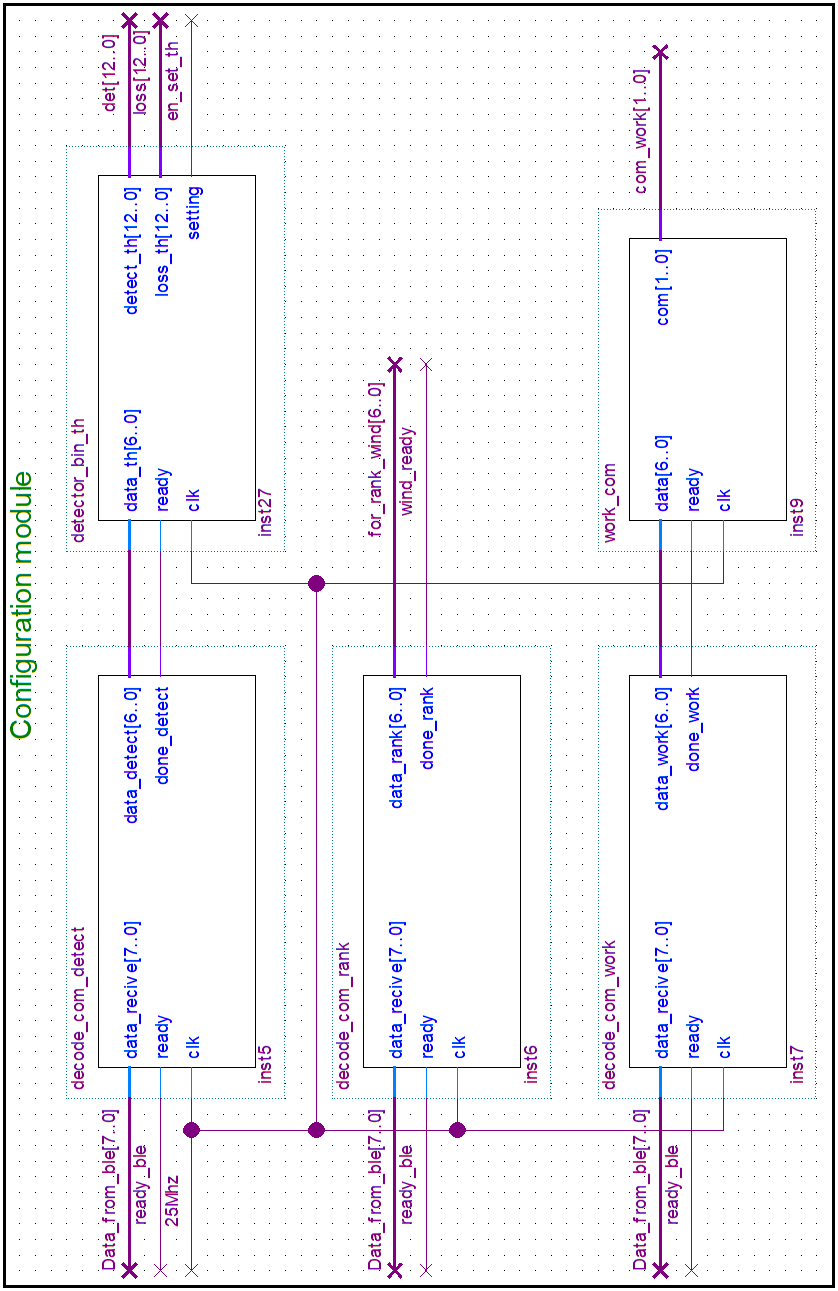 Configuration module
decode_com_detect
Data_from_ble[7..0]
ready_ble
25Mhz
data_recive[7..0]
ready
clk
data_detect[6..0]
done_detect
inst5
detector_bin_th
data_th[6..0]
ready
clk
detect_th[12..0]
loss_th[12..0]
setting
inst27
det[12..0]
loss[12..0]
en_set_th
decode_com_rank
Data_from_ble[7..0]
ready_ble
data_recive[7..0]
ready
clk
data_rank[6..0]
done_rank
inst6
for_rank_wind[6..0]
wind_ready
decode_com_work
Data_from_ble[7..0]
ready_ble
data_recive[7..0]
ready
clk
data_work[6..0]
done_work
inst7
work_com
data[6..0]
ready
clk
com[1..0]
inst9
com_work[1..0]